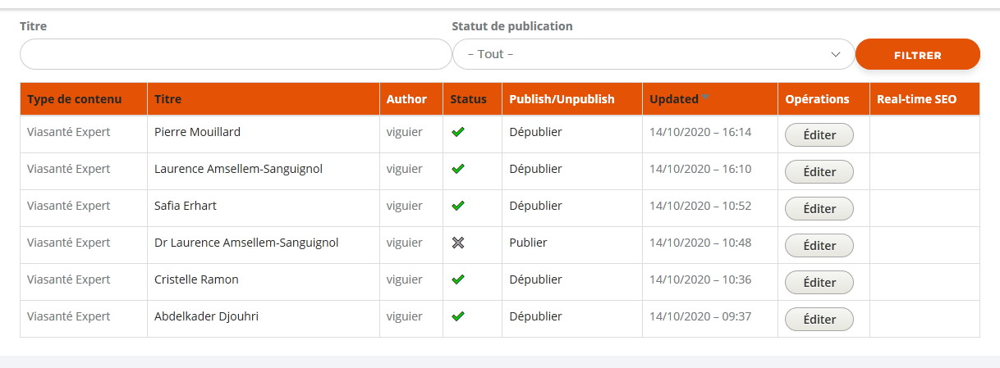 Titre Statut de publication
– Tout – FILTRER
Type de contenu Titre Author Status Publish/Unpublish Updated Opérations Real-time SEO
Viasanté Expert Pierre Mouillard viguier Dépublier 14/10/2020 – 16:14 Éditer
Viasanté Expert Laurence Amsellem-Sanguignol viguier Dépublier 14/10/2020 – 16:10 Éditer
Viasanté Expert Safia Erhart viguier Dépublier 14/10/2020 – 10:52 Éditer
Viasanté Expert Dr Laurence Amsellem-Sanguignol viguier Publier 14/10/2020 – 10:48 Éditer
Viasanté Expert Cristelle Ramon viguier Dépublier 14/10/2020 – 10:36 Éditer
Viasanté Expert Abdelkader Djouhri viguier Dépublier 14/10/2020 – 09:37 Éditer